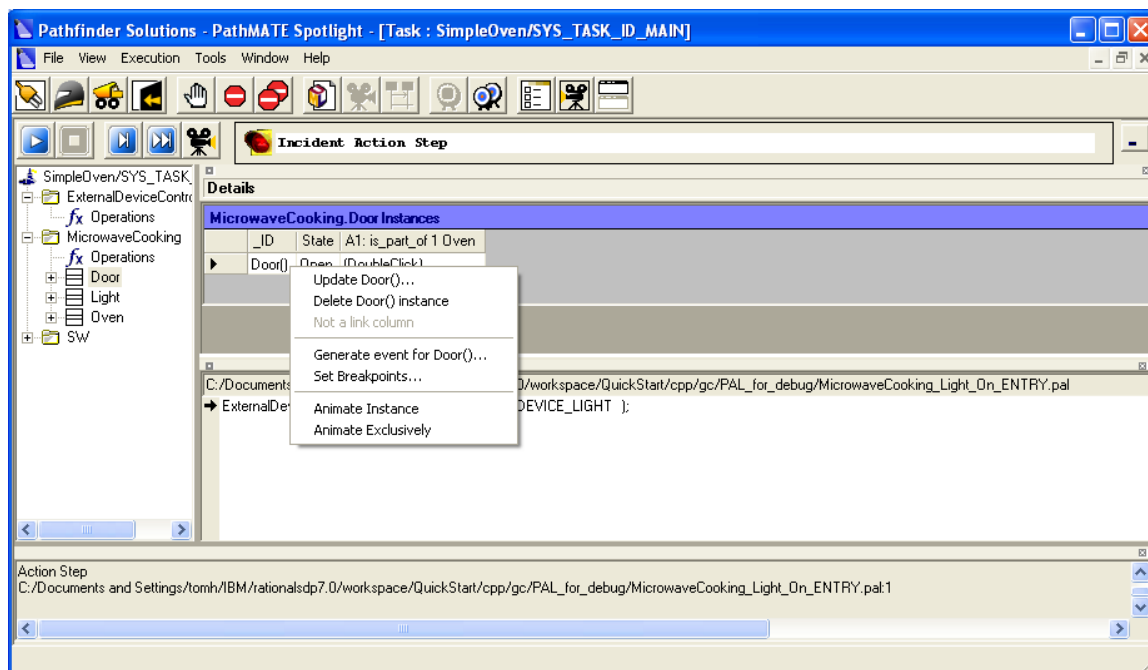 Pathfinder Solutions - PathMATE Spotlight - [Task : SimpleOven/SYS_TASK_ID_MAIN]
File View Execution Tools Window Help
Incident Action Step
SimpleOven/SYS_TASK_
ExternalDeviceContr
fx Operations
MicrowaveCooking
fx Operations
Door
Light
Oven
SW
Details
MicrowaveCooking.Door Instances
_ID State A1: is_part_of 1 Oven
Door() Open (DoubleClick)
Update Door()...
Delete Door() instance
Not a link column
Generate event for Door()...
Set Breakpoints...
Animate Instance
Animate Exclusively
C:/Documents 0/workspace/QuickStart/cpp/gc/PAL_for_debug/MicrowaveCooking_Light_On_ENTRY.pal
ExternalDe DEVICE_LIGHT );
Action Step
C:/Documents and Settings/tomh/IBM/rationalsdp7.0/workspace/QuickStart/cpp/gc/PAL_for_debug/MicrowaveCooking_Light_On_ENTRY.pal:1